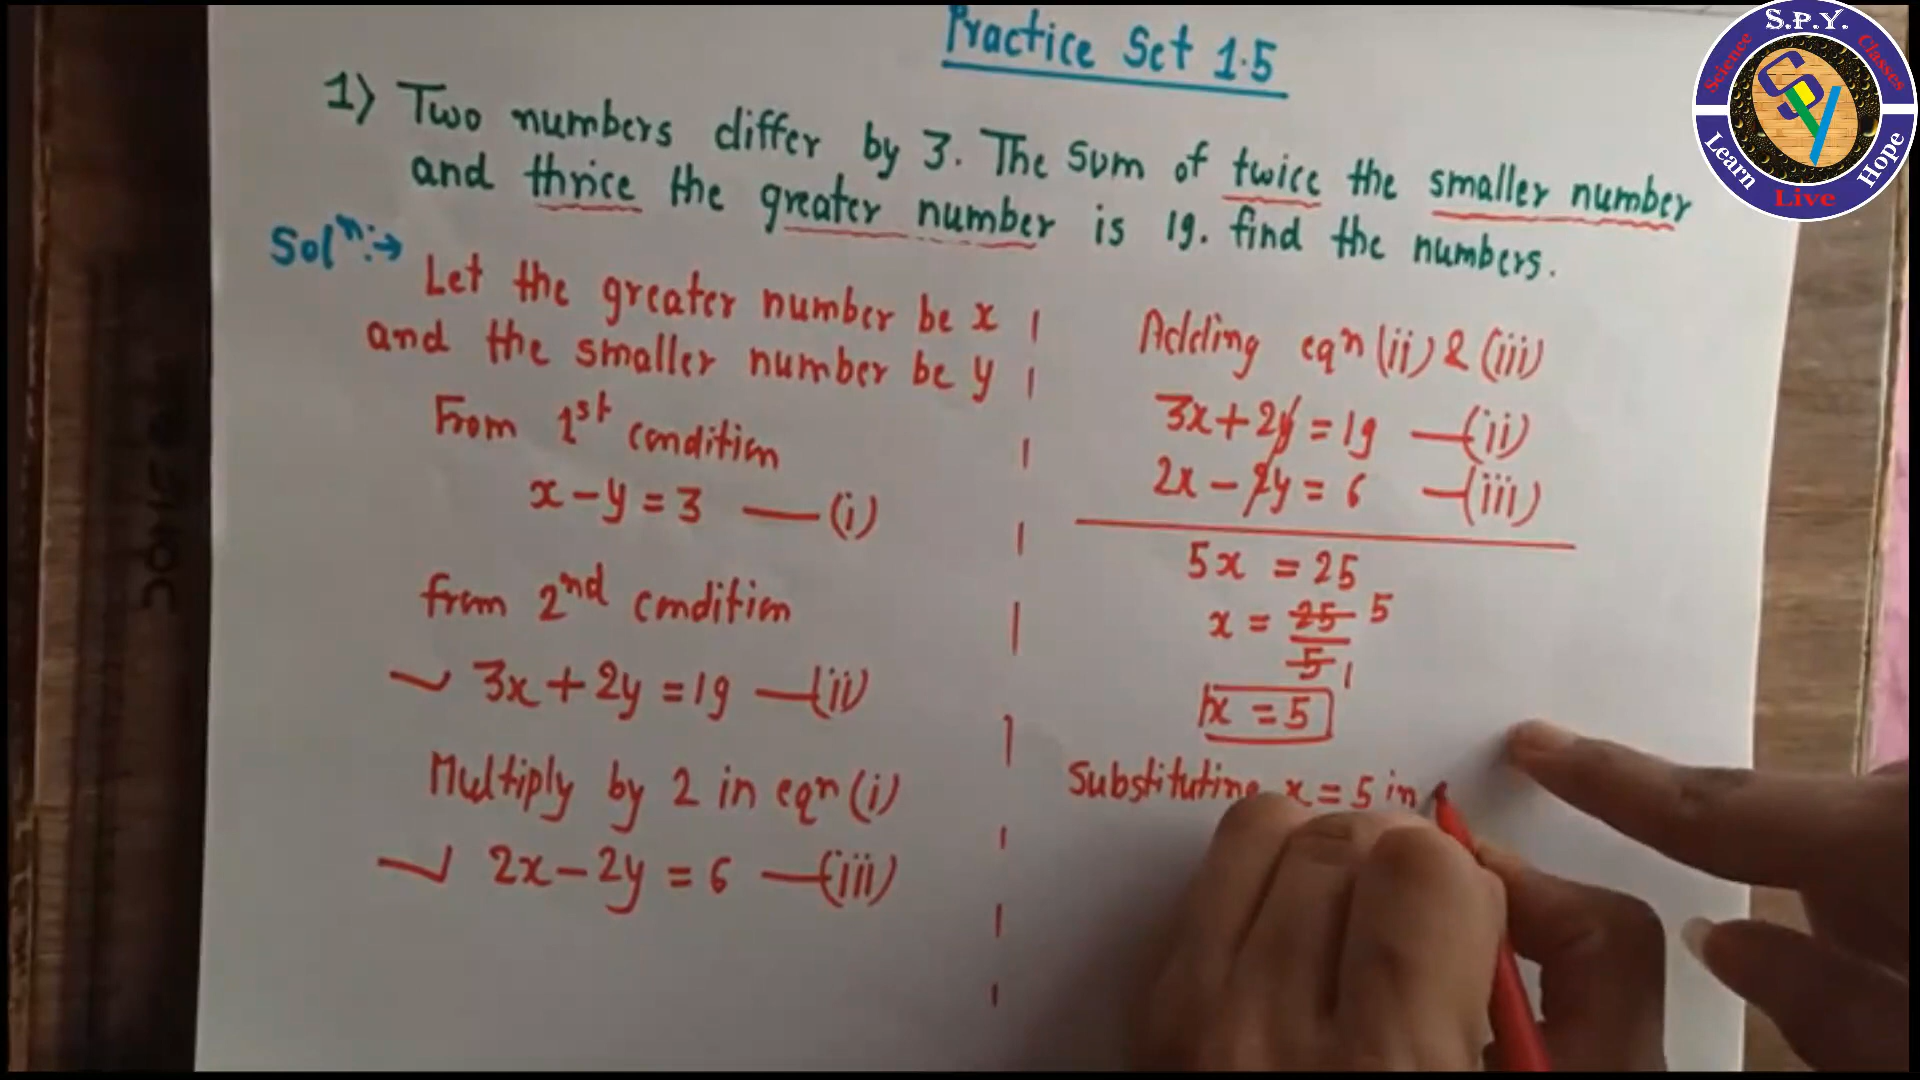 Practice Set 1.5
1) Two numbers differ by 3. The sum of twice the smaller number
and thrice the greater number is 19. find the numbers.
Solⁿ:→
Let the greater number be x
and the smaller number be y
From 1st condition
x - y = 3 —(i)
from 2nd condition
3x + 2y = 19 —(ii)
Multiply by 2 in eqn (i)
2x - 2y = 6 —(iii)
Adding eqn (ii) & (iii)
3x + 2y = 19 —(ii)
2x - 2y = 6 —(iii)
5x = 25
x = 25 5
5 1
x = 5
Substituting x = 5 in
S.P.Y.
Science Classes
SPY
Learn Live Hope